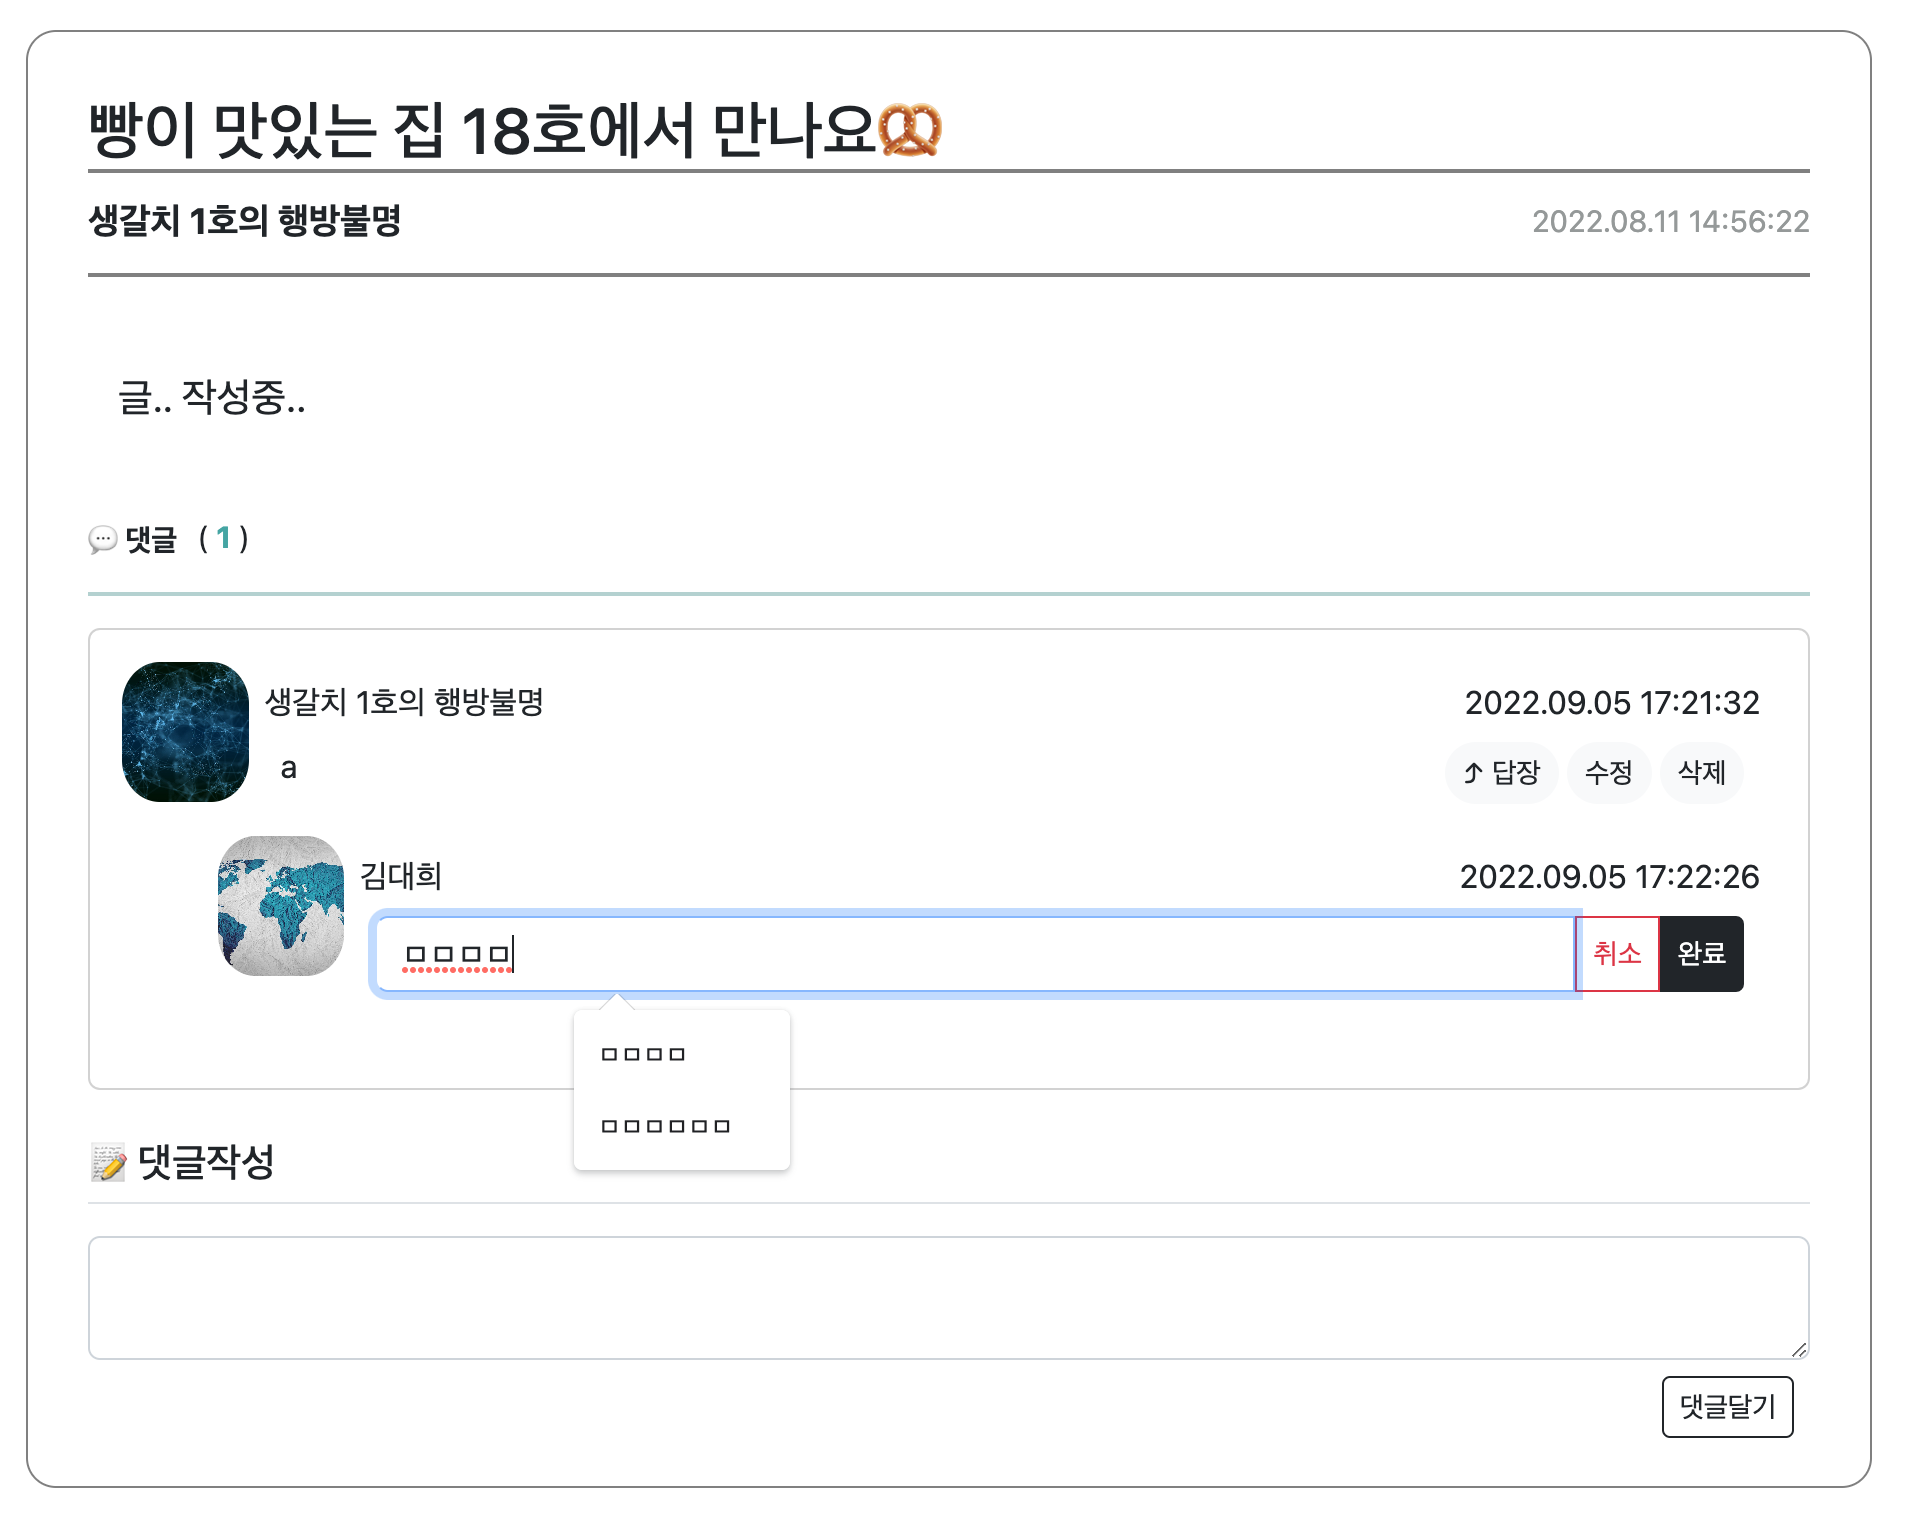 빵이 맛있는 집 18호에서 만나요🥨
생갈치 1호의 행방불명 2022.08.11 14:56:22
글.. 작성중..
💬 댓글 ( 1 )
생갈치 1호의 행방불명 2022.09.05 17:21:32
a ⤴ 답장 수정 삭제
김대희 2022.09.05 17:22:26
ㅁㅁㅁㅁ 취소 완료
ㅁㅁㅁㅁ
ㅁㅁㅁㅁㅁㅁ
📝 댓글작성
댓글달기